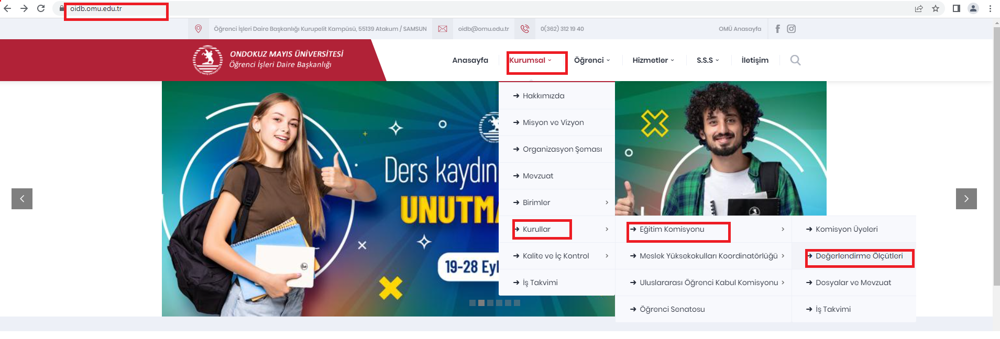 oidb.omu.edu.tr
Öğrenci İşleri Daire Başkanlığı Kurupelit Kampüsü, 55139 Atakum / SAMSUN
oidb@omu.edu.tr
0(362) 312 19 40
OMÜ Anasayfa
ONDOKUZ MAYIS ÜNİVERSİTESİ
Öğrenci İşleri Daire Başkanlığı
Anasayfa
Kurumsal
Öğrenci
Hizmetler
S.S.S
İletişim
Hakkımızda
Misyon ve Vizyon
Organizasyon Şeması
Mevzuat
Birimler
Kurullar
Kalite ve İç Kontrol
İş Takvimi
Eğitim Komisyonu
Meslek Yüksekokulları Koordinatörlüğü
Uluslararası Öğrenci Kabul Komisyonu
Öğrenci Senatosu
Komisyon Üyeleri
Değerlendirme Ölçütleri
Dosyalar ve Mevzuat
İş Takvimi
Ders kaydın
UNUTMA
19-28 Eyl